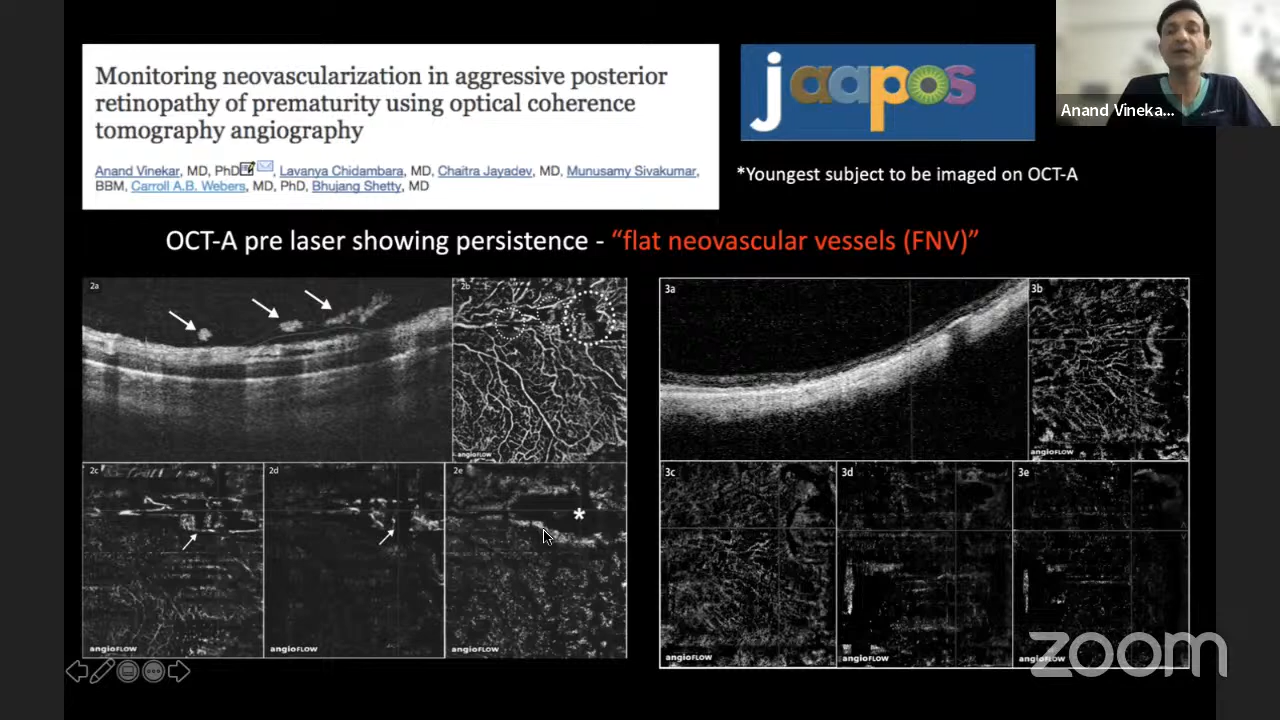 Monitoring neovascularization in aggressive posterior
retinopathy of prematurity using optical coherence
tomography angiography
Anand Vinekar, MD, PhD, Lavanya Chidambara, MD, Chaitra Jayadev, MD, Munusamy Sivakumar,
BBM, Carroll A.B. Webers, MD, PhD, Bhujang Shetty, MD
jaapos
Anand Vineka...
*Youngest subject to be imaged on OCT-A
OCT-A pre laser showing persistence - “flat neovascular vessels (FNV)”
2a
2b
angioFLOW
2c
angioFLOW
2d
2e
*
angioFLOW
3a
3b
angioFLOW
3c
angioFLOW
3d
angioFLOW
3e
angioFLOW
zoom